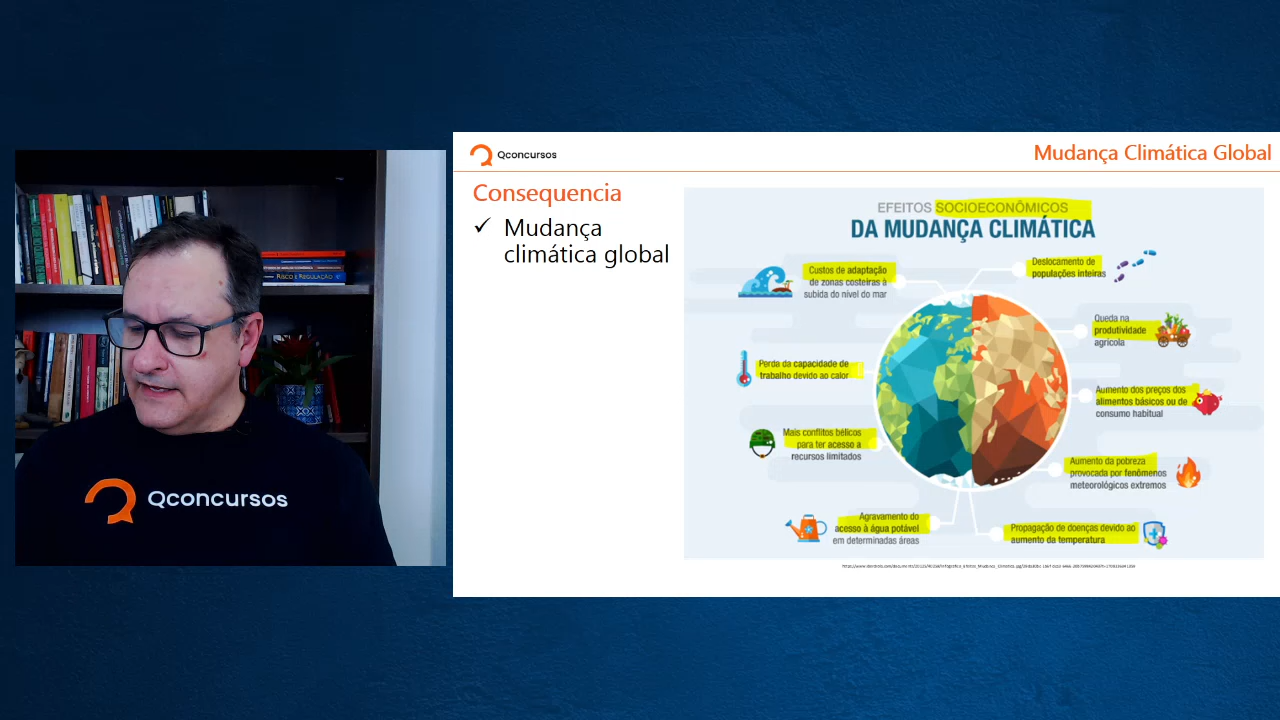 Qconcursos
Mudança Climática Global
Consequencia
✓ Mudança
climática global
EFEITOS SOCIOECONÔMICOS
DA MUDANÇA CLIMÁTICA
Custos de adaptação
de zonas costeiras à
subida do nível do mar
Deslocamento de
populações inteiras
Queda na
produtividade
agrícola
Perda da capacidade de
trabalho devido ao calor
Aumento dos preços dos
alimentos básicos ou de
consumo habitual
Mais conflitos bélicos
para ter acesso a
recursos limitados
Aumento da pobreza
provocada por fenômenos
meteorológicos extremos
Agravamento do
acesso à água potável
em determinadas áreas
Propagação de doenças devido ao
aumento da temperatura
RISCO E REGULAÇÃO
Qconcursos